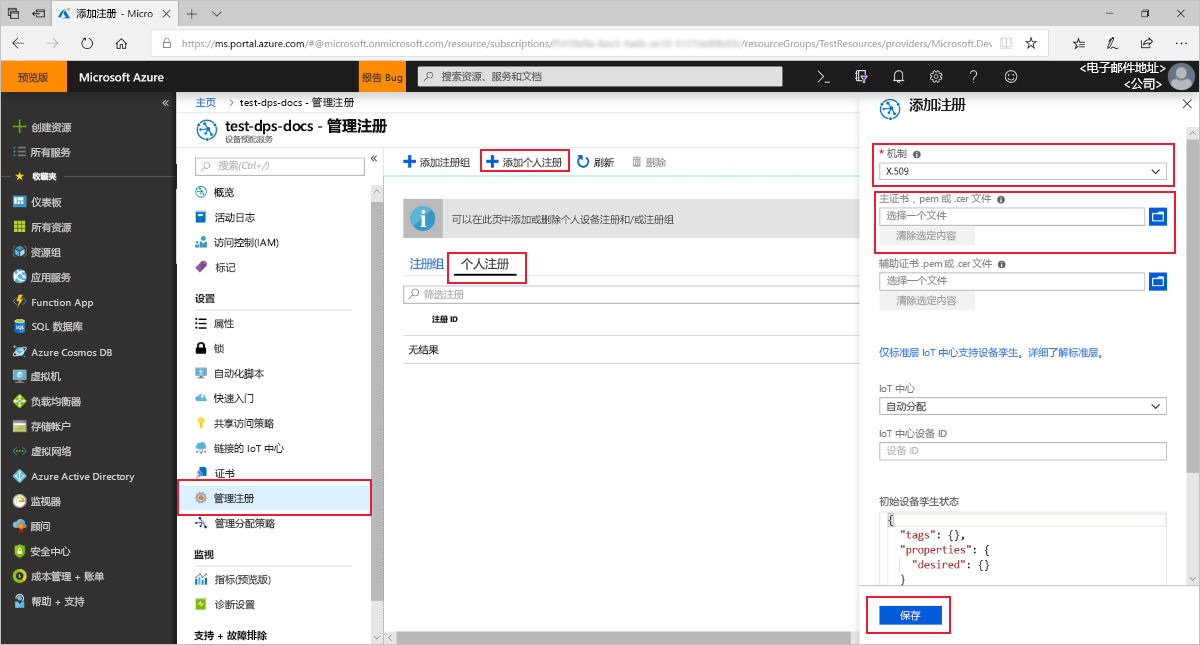 添加注册 - Micro
https://ms.portal.azure.com/#@microsoft.onmicrosoft.com/resource/subscriptions/
/resourceGroups/TestResources/providers/Microsoft.Dev
预览版
Microsoft Azure
报告 Bug
搜索资源、服务和文档
<电子邮件地址>
<公司>
创建资源
所有服务
收藏夹
仪表板
所有资源
资源组
应用服务
Function App
SQL 数据库
Azure Cosmos DB
虚拟机
负载均衡器
存储帐户
虚拟网络
Azure Active Directory
监视器
顾问
安全中心
成本管理 + 账单
帮助 + 支持
主页 > test-dps-docs - 管理注册
test-dps-docs - 管理注册
设备预配服务
搜索(Ctrl+/)
概览
活动日志
访问控制(IAM)
标记
设置
属性
锁
自动化脚本
快速入门
共享访问策略
链接的 IoT 中心
证书
管理注册
管理分配策略
监视
指标(预览版)
诊断设置
支持 + 故障排除
添加注册组
添加个人注册
刷新
删除
可以在此页中添加或删除个人设备注册和/或注册组
注册组
个人注册
筛选注册
注册 ID
无结果
添加注册
* 机制
X.509
主证书，pem 或 .cer 文件
选择一个文件
清除选定内容
辅助证书 .pem 或 .cer 文件
选择一个文件
清除选定内容
仅标准层 IoT 中心支持设备孪生。详细了解标准层。
IoT 中心
自动分配
IoT 中心设备 ID
设备 ID
初始设备孪生状态
{
"tags": {},
"properties": {
"desired": {}
}
保存